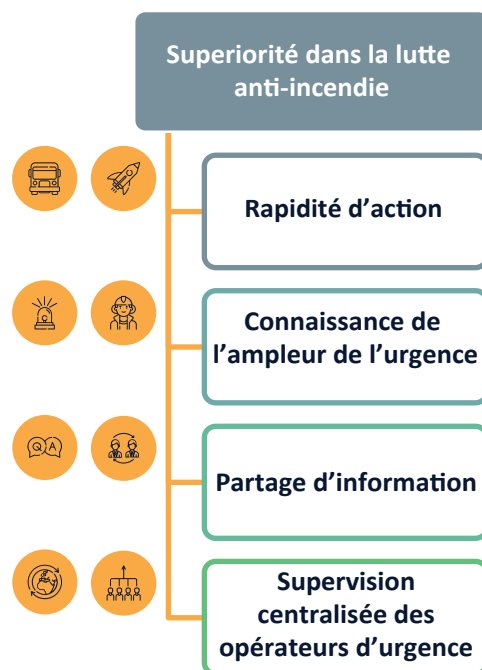 Superiorité dans la lutte
anti-incendie
Rapidité d’action
Connaissance de
l’ampleur de l’urgence
Q A
Partage d’information
Supervision
centralisée des
opérateurs d’urgence